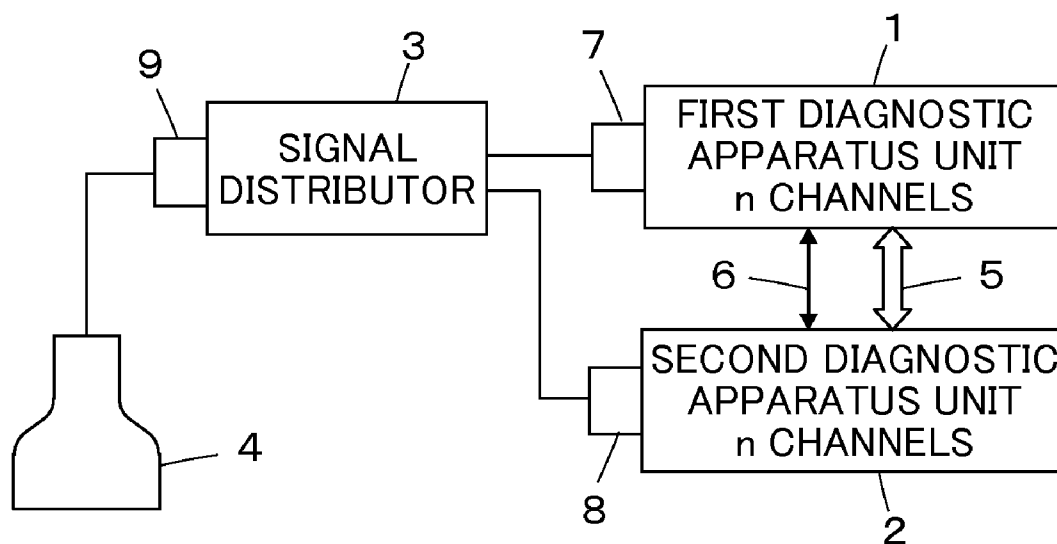 9
3
7
1
SIGNAL
DISTRIBUTOR
FIRST DIAGNOSTIC
APPARATUS UNIT
n CHANNELS
6
5
SECOND DIAGNOSTIC
APPARATUS UNIT
n CHANNELS
4
8
2